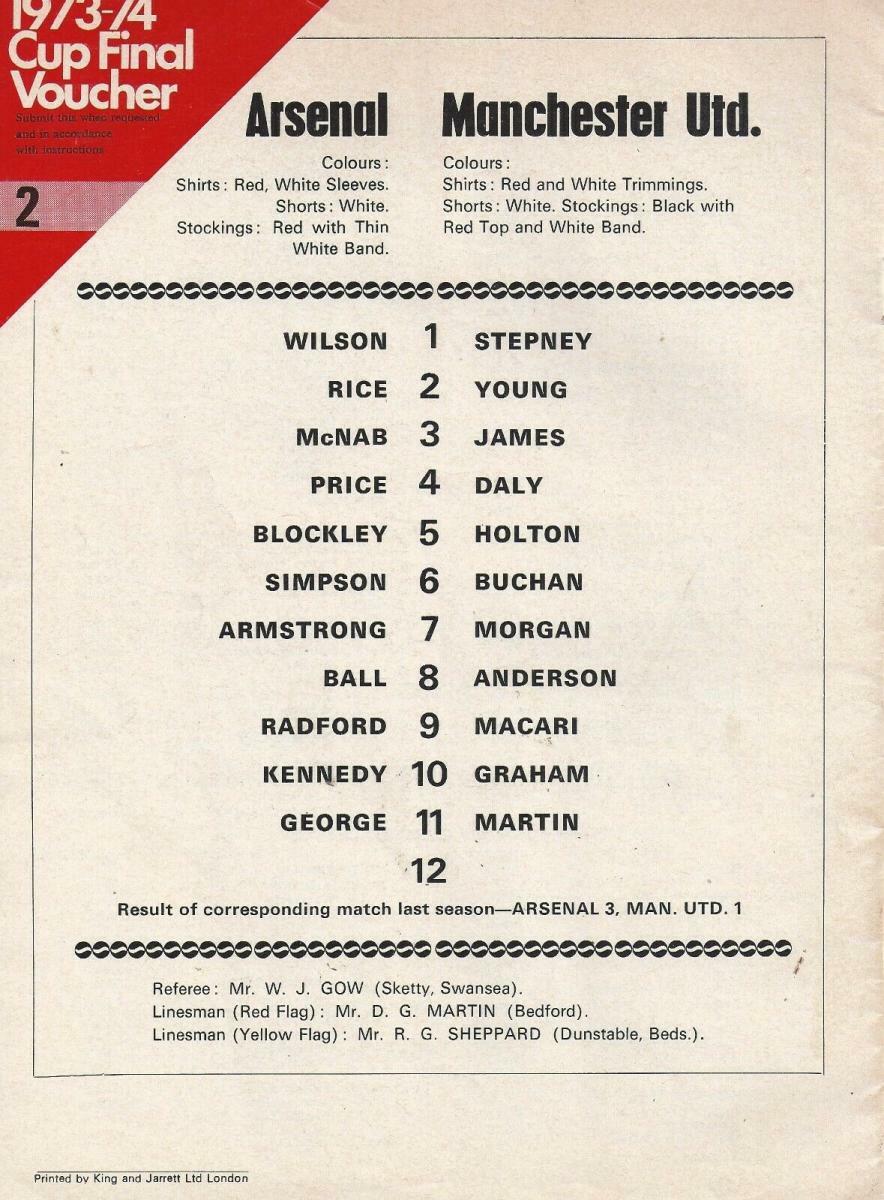 1973-74
Cup Final
Voucher
Submit this when requested
and in accordance
with instructions
2
Arsenal
Colours:
Shirts: Red, White Sleeves.
Shorts: White.
Stockings: Red with Thin
White Band.
Manchester Utd.
Colours:
Shirts: Red and White Trimmings.
Shorts: White. Stockings: Black with
Red Top and White Band.
WILSON 1 STEPNEY
RICE 2 YOUNG
McNAB 3 JAMES
PRICE 4 DALY
BLOCKLEY 5 HOLTON
SIMPSON 6 BUCHAN
ARMSTRONG 7 MORGAN
BALL 8 ANDERSON
RADFORD 9 MACARI
KENNEDY 10 GRAHAM
GEORGE 11 MARTIN
12
Result of corresponding match last season—ARSENAL 3, MAN. UTD. 1
Referee: Mr. W. J. GOW (Sketty, Swansea).
Linesman (Red Flag): Mr. D. G. MARTIN (Bedford).
Linesman (Yellow Flag): Mr. R. G. SHEPPARD (Dunstable, Beds.).
Printed by King and Jarrett Ltd London